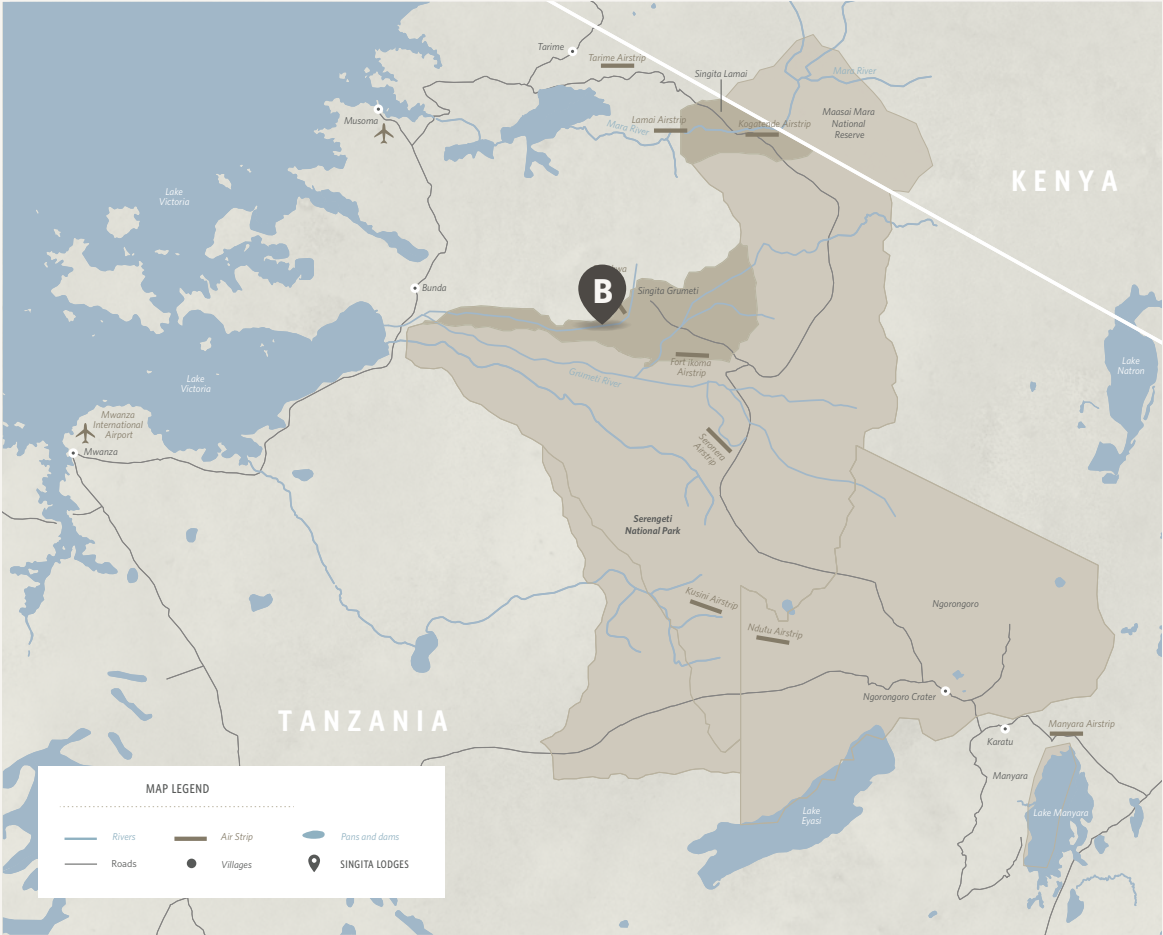 Tarime
Tarime Airstrip
Singita Lamai
Mara River
Musoma
Mara River
Lamai Airstrip
Kogatende Airstrip
Maasai Mara
National
Reserve
KENYA
Lake
Victoria
Bunda
B
Singita Grumeti
Fort ikoma
Airstrip
Grumeti River
Lake
Natron
Lake
Victoria
Mwanza
International
Airport
Mwanza
Seronera
Airstrip
Serengeti
National Park
Kusini Airstrip
Ndutu Airstrip
Ngorongoro
Ngorongoro Crater
TANZANIA
Karatu
Manyara Airstrip
Manyara
Lake
Eyasi
Lake Manyara
MAP LEGEND
Rivers
Air Strip
Pans and dams
Roads
Villages
SINGITA LODGES